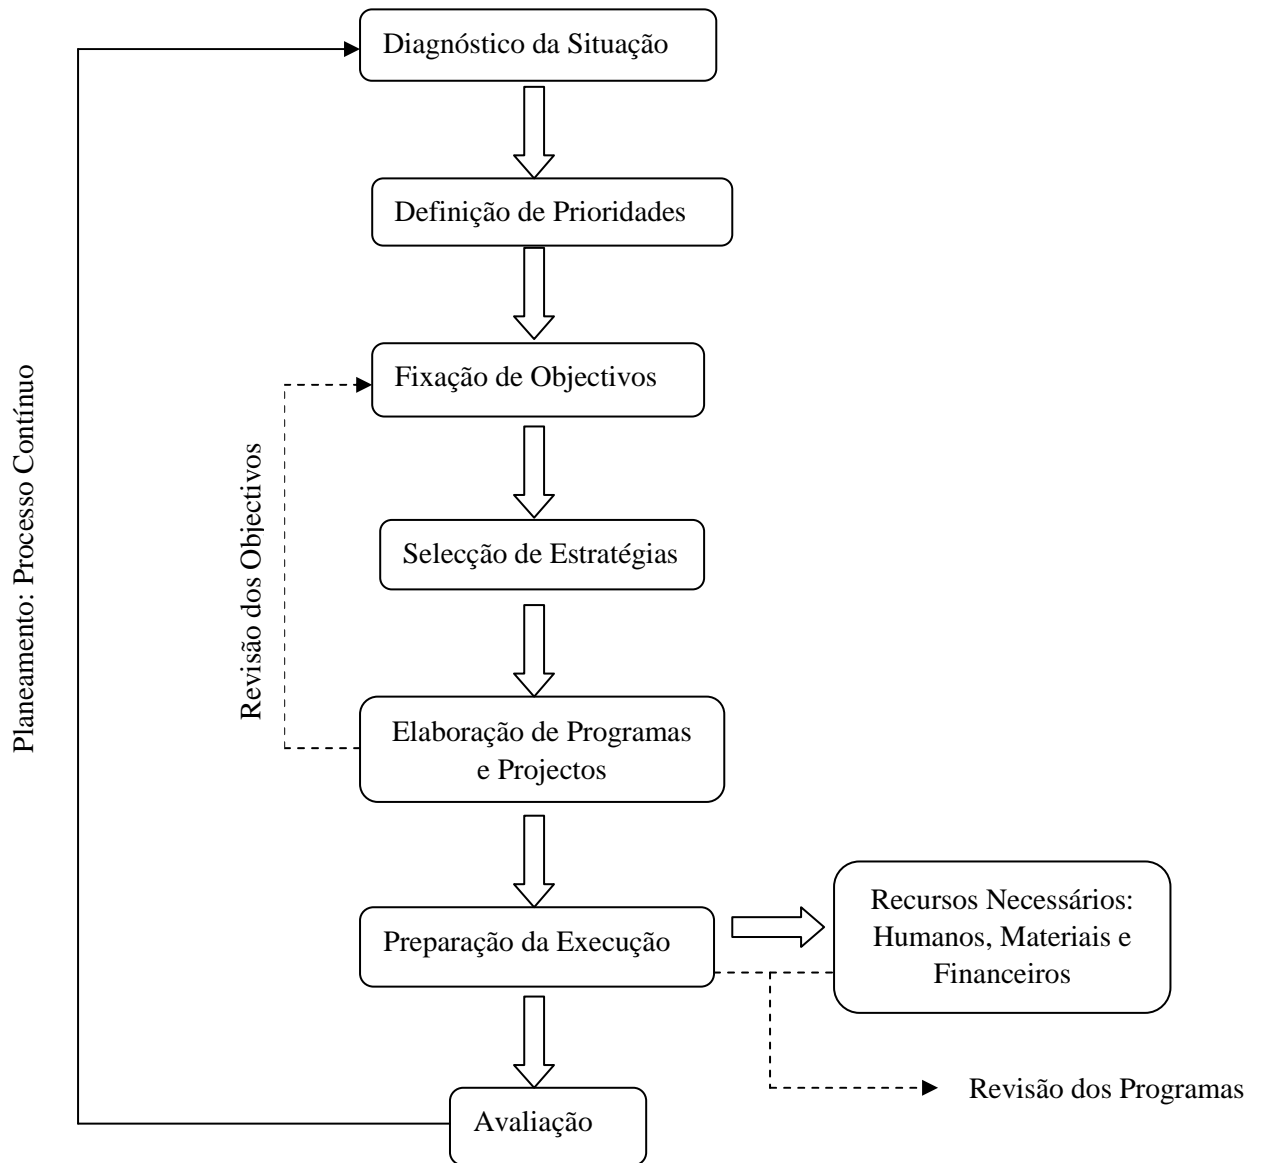 Diagnóstico da Situação
Definição de Prioridades
Fixação de Objectivos
Planeamento: Processo Contínuo
Revisão dos Objectivos
Selecção de Estratégias
Elaboração de Programas
e Projectos
Preparação da Execução
Recursos Necessários:
Humanos, Materiais e
Financeiros
Revisão dos Programas
Avaliação